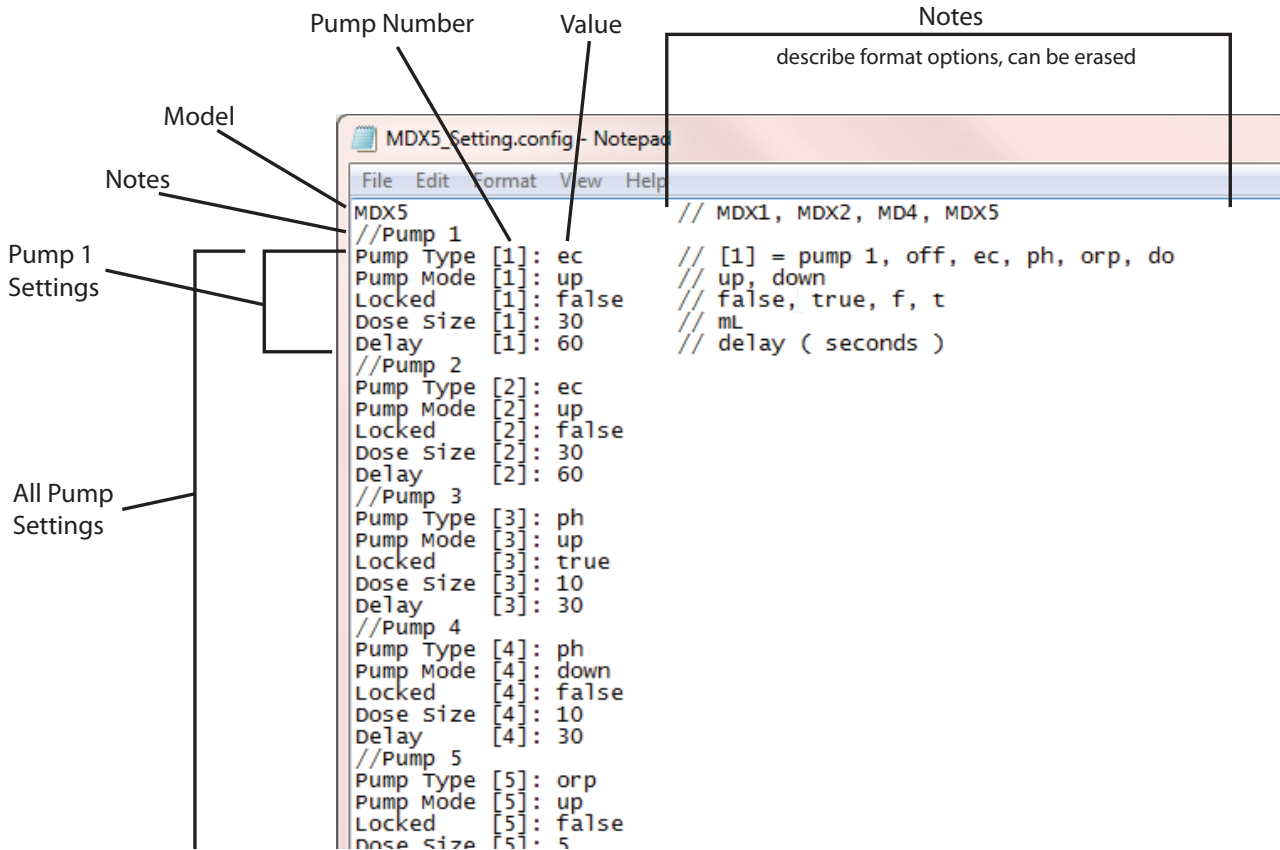 Pump Number
Value
Notes
describe format options, can be erased
Model
Notes
Pump 1
Settings
All Pump
Settings
MDX5_Setting.config - Notepad
File Edit Format View Help
MDX5 // MDX1, MDX2, MD4, MDX5
//Pump 1
Pump Type [1]: ec // [1] = pump 1, off, ec, ph, orp, do
Pump Mode [1]: up // up, down
Locked [1]: false // false, true, f, t
Dose Size [1]: 30 // mL
Delay [1]: 60 // delay ( seconds )
//Pump 2
Pump Type [2]: ec
Pump Mode [2]: up
Locked [2]: false
Dose Size [2]: 30
Delay [2]: 60
//Pump 3
Pump Type [3]: ph
Pump Mode [3]: up
Locked [3]: true
Dose Size [3]: 10
Delay [3]: 30
//Pump 4
Pump Type [4]: ph
Pump Mode [4]: down
Locked [4]: false
Dose Size [4]: 10
Delay [4]: 30
//Pump 5
Pump Type [5]: orp
Pump Mode [5]: up
Locked [5]: false
Dose Size [5]: 5